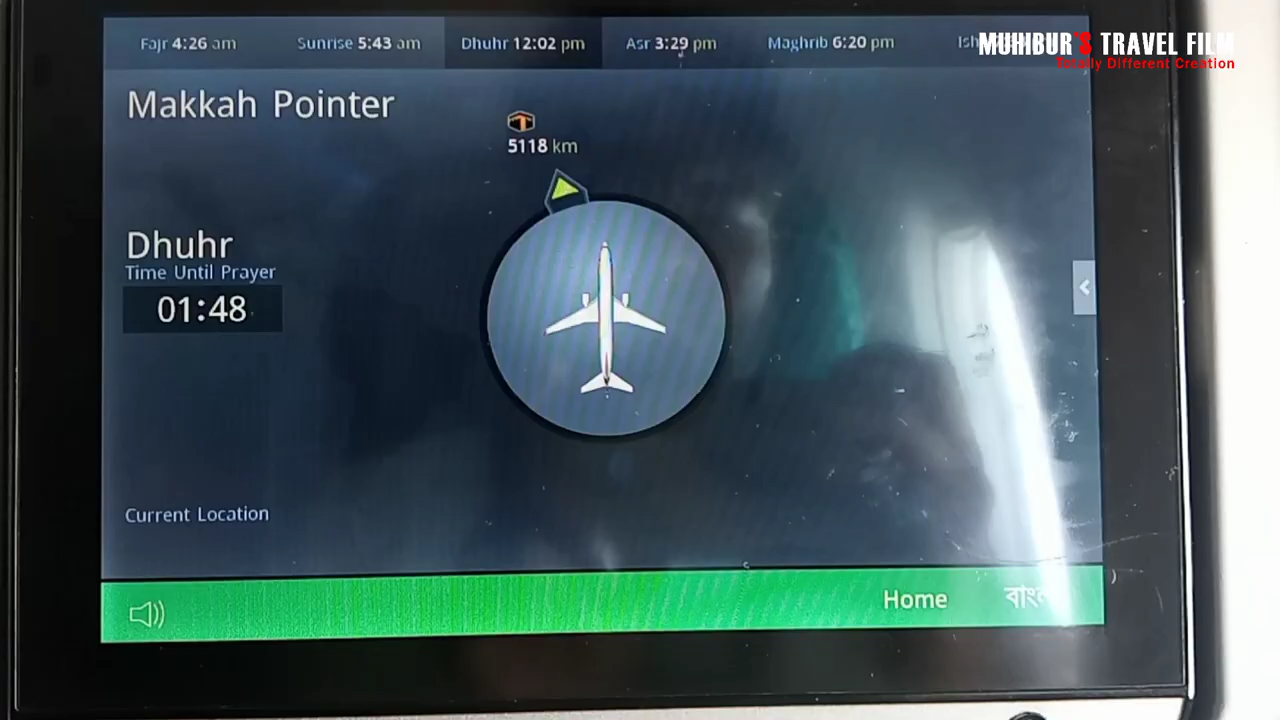 Fajr 4:26 am Sunrise 5:43 am Dhuhr 12:02 pm Asr 3:29 pm Maghrib 6:20 pm
MUHIBUR'S TRAVEL FILM
Totally Different Creation
Makkah Pointer
5118 km
Dhuhr
Time Until Prayer
01:48
Current Location
Home